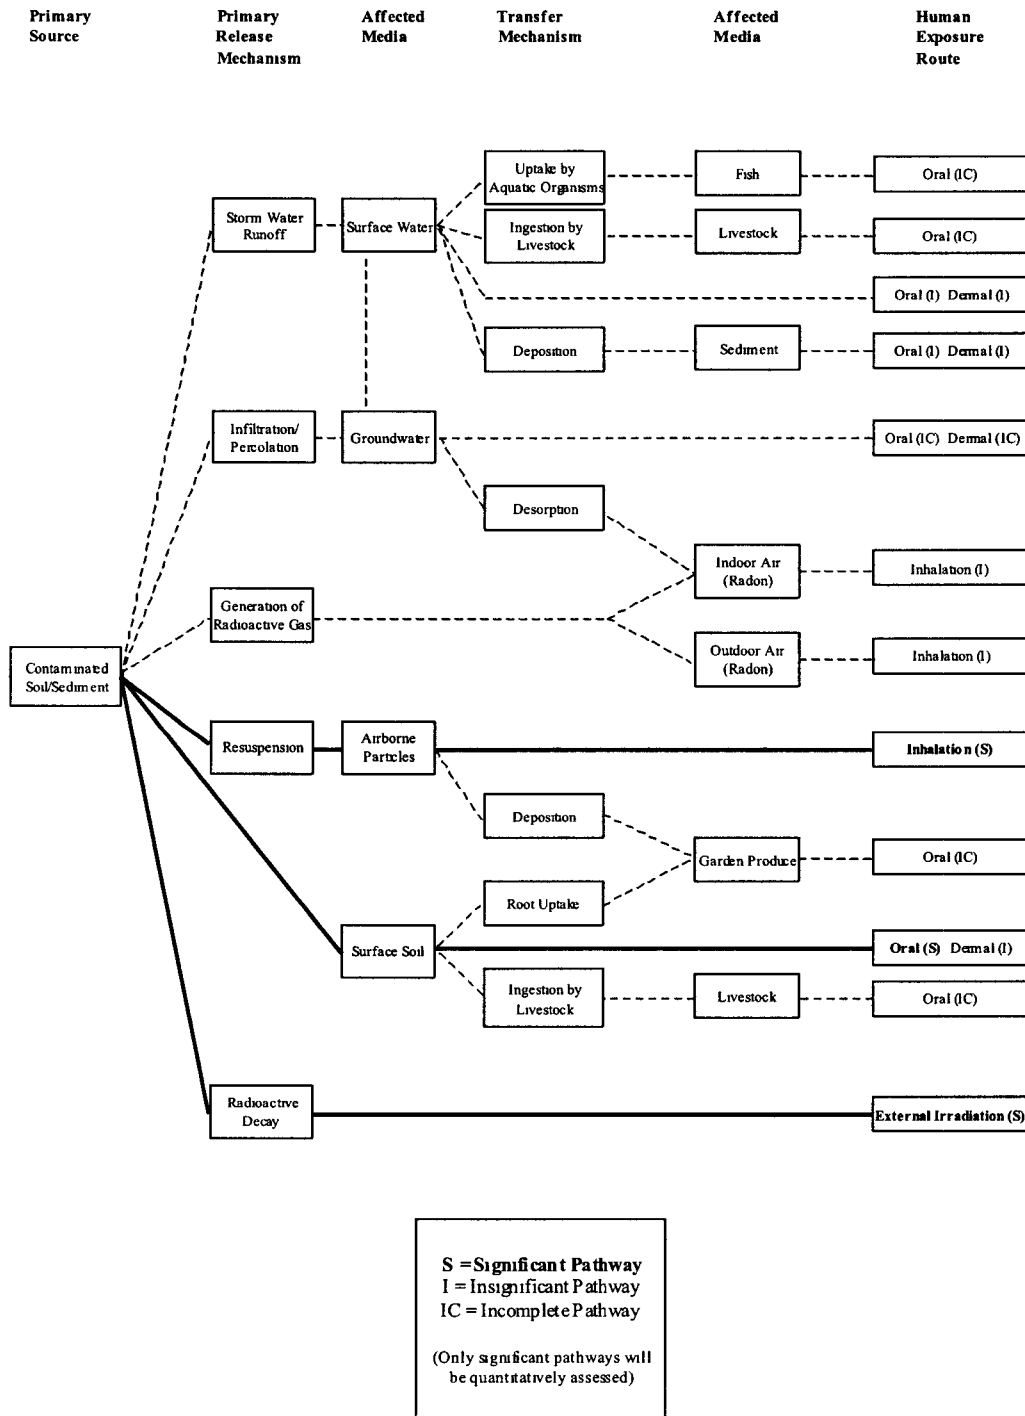 Primary Source
Primary Release Mechanism
Affected Media
Transfer Mechanism
Affected Media
Human Exposure Route
Uptake by
Aquatic Organisms
Fish
Oral (IC)
Storm Water
Runoff
Surface Water
Ingestion by
Livestock
Livestock
Oral (IC)
Oral (I) Dermal (I)
Deposition
Sediment
Oral (I) Dermal (I)
Infiltration/
Percolation
Groundwater
Oral (IC) Dermal (IC)
Desorption
Indoor Air
(Radon)
Inhalation (I)
Generation of
Radioactive Gas
Outdoor Air
(Radon)
Inhalation (I)
Contaminated
Soil/Sediment
Resuspension
Airborne
Particles
Inhalation (S)
Deposition
Garden Produce
Oral (IC)
Root Uptake
Surface Soil
Oral (S) Dermal (I)
Ingestion by
Livestock
Livestock
Oral (IC)
Radioactive
Decay
External Irradiation (S)
S = Significant Pathway
I = Insignificant Pathway
IC = Incomplete Pathway
(Only significant pathways will
be quantitatively assessed)